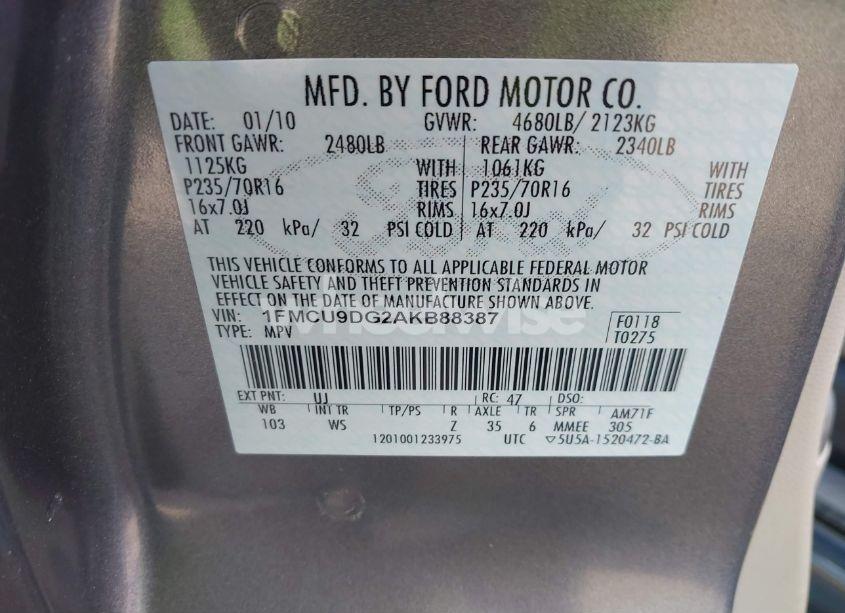 MFD. BY FORD MOTOR CO.
DATE: 01/10 GVWR: 4680LB/ 2123KG
FRONT GAWR: 2480LB REAR GAWR: 2340LB
1125KG WITH 1061KG WITH
P235/70R16 TIRES P235/70R16 TIRES
16x7.0J RIMS 16x7.0J RIMS
AT 220 kPa/ 32 PSI COLD AT 220 kPa/ 32 PSI COLD
THIS VEHICLE CONFORMS TO ALL APPLICABLE FEDERAL MOTOR
VEHICLE SAFETY AND THEFT PREVENTION STANDARDS IN
EFFECT ON THE DATE OF MANUFACTURE SHOWN ABOVE.
VIN: 1FMCU9DG2AKB88387 F0118
TYPE: MPV T0275
EXT PNT: UJ RC: 47 DSO:
WB INT TR TP/PS R AXLE TR SPR AM71F
103 WS Z 35 6 MMEE 305
1201001233975 UTC ▽5U5A-1520472-BA